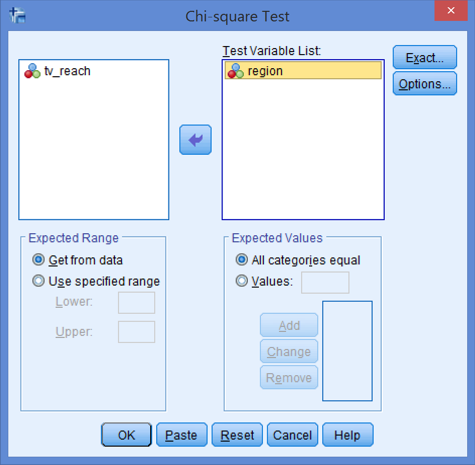 Chi-square Test
Test Variable List:
tv_reach
region
Exact...
Options...
Expected Range
Get from data
Use specified range
Lower:
Upper:
Expected Values
All categories equal
Values:
Add
Change
Remove
OK
Paste
Reset
Cancel
Help